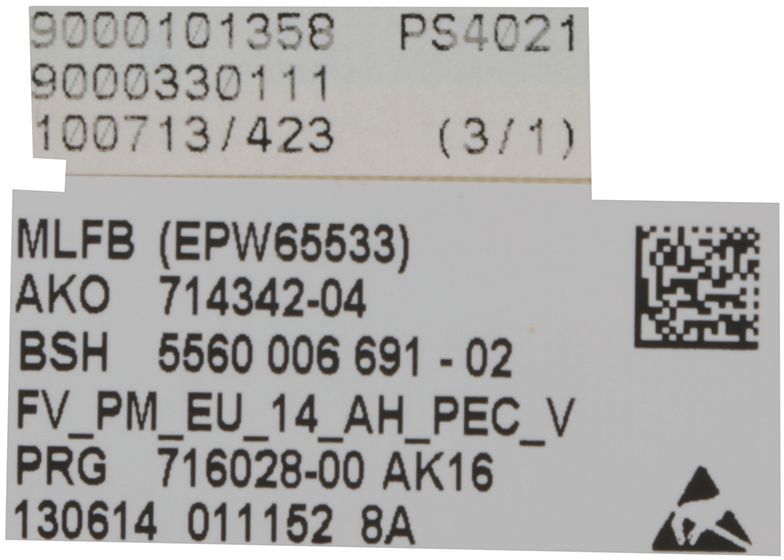 9000101358 PS4021
9000330111
100713/423 (3/1)
MLFB (EPW65533)
AKO 714342-04
BSH 5560 006 691 - 02
FV_PM_EU_14_AH_PEC_V
PRG 716028-00 AK16
130614 011152 8A